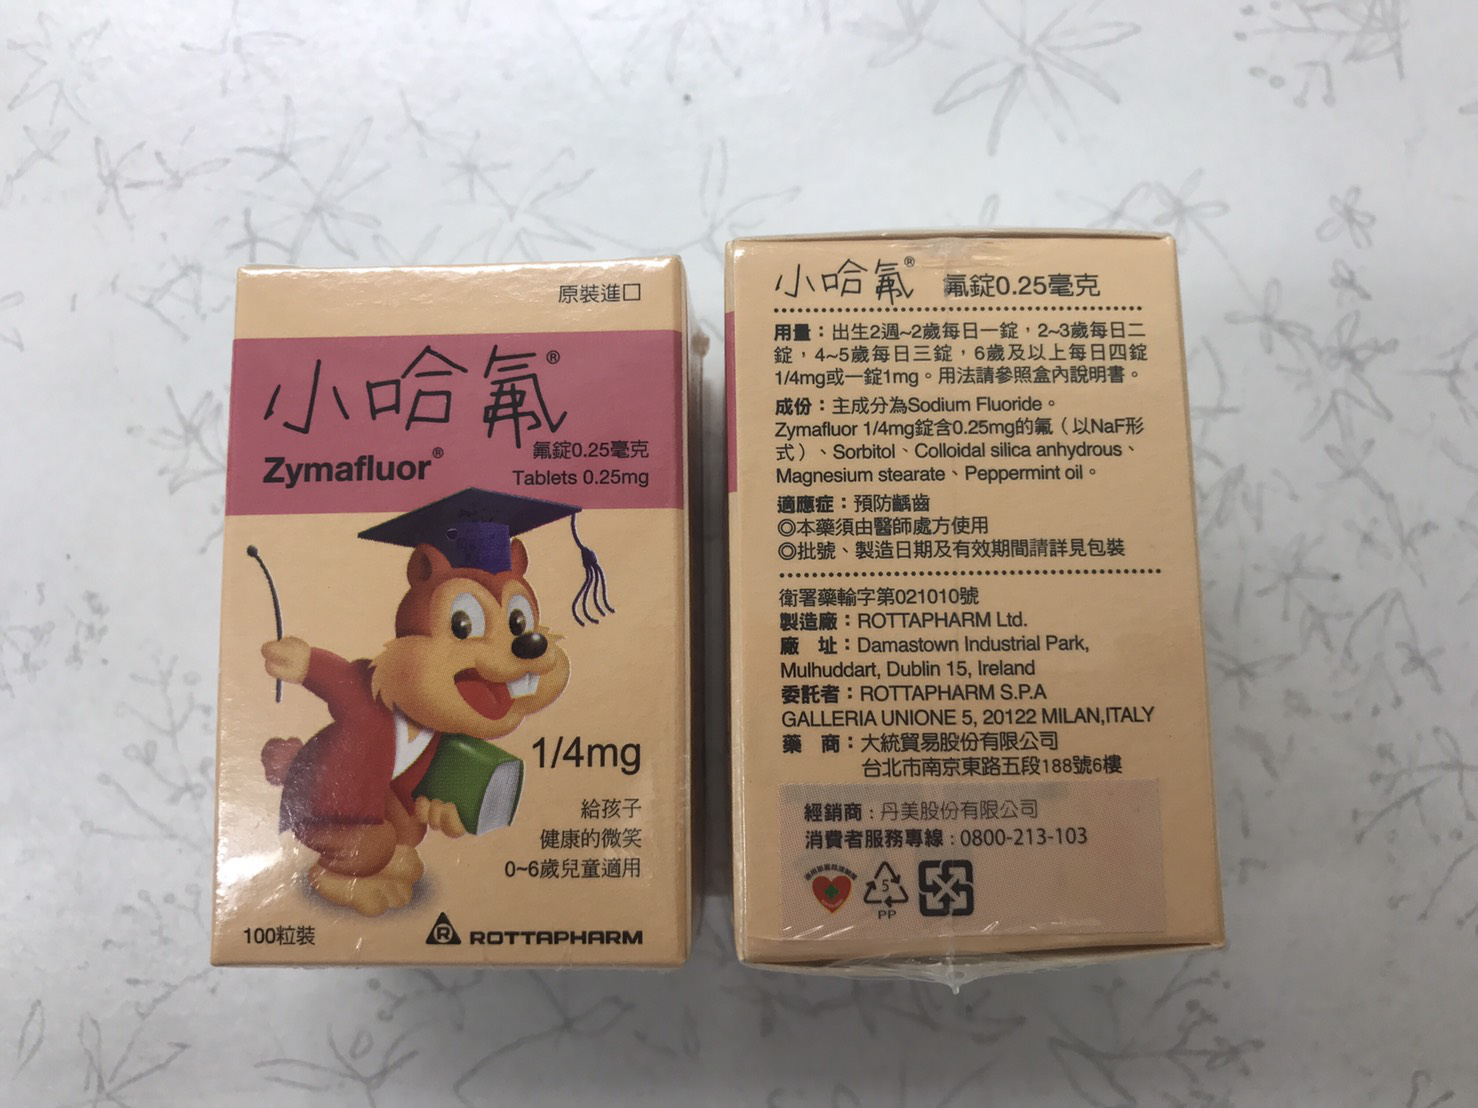 原裝進口
小哈氟®
氟錠0.25毫克
Zymafluor®
Tablets 0.25mg
1/4mg
給孩子
健康的微笑
0~6歲兒童適用
100粒裝
R ROTTAPHARM
小哈氟® 氟錠0.25毫克
用量：出生2週~2歲每日一錠，2~3歲每日二
錠，4~5歲每日三錠，6歲及以上每日四錠
1/4mg或一錠1mg。用法請參照盒內說明書。
成份：主成分為Sodium Fluoride。
Zymafluor 1/4mg錠含0.25mg的氟（以NaF形
式）、Sorbitol、Colloidal silica anhydrous、
Magnesium stearate、Peppermint oil。
適應症：預防齲齒
◎本藥須由醫師處方使用
◎批號、製造日期及有效期間請詳見包裝
衛署藥輸字第021010號
製造廠：ROTTAPHARM Ltd.
廠 址：Damastown Industrial Park,
Mulhuddart, Dublin 15, Ireland
委託者：ROTTAPHARM S.P.A
GALLERIA UNIONE 5, 20122 MILAN,ITALY
藥 商：大統貿易股份有限公司
台北市南京東路五段188號6樓
經銷商：丹美股份有限公司
消費者服務專線：0800-213-103
5
PP